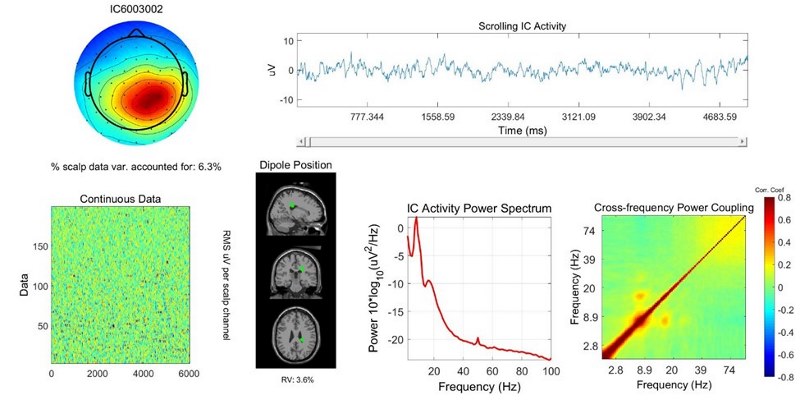 IC6003002
Scrolling IC Activity
10
0
-10
uV
777.344
1558.59
2339.84
3121.09
3902.34
4683.59
Time (ms)
% scalp data var. accounted for: 6.3%
Continuous Data
150
100
50
Data
0
2000
4000
6000
RMS uV per scalp channel
Dipole Position
RV: 3.6%
IC Activity Power Spectrum
0
-5
-10
-15
-20
Power 10*log10(uV2/Hz)
20
40
60
80
100
Frequency (Hz)
Cross-frequency Power Coupling
74
39
20
8.9
2.8
Frequency (Hz)
2.8
8.9
20
39
74
Frequency (Hz)
Corr. Coef
0.8
0.6
0.4
0.2
0
-0.2
-0.4
-0.6
-0.8